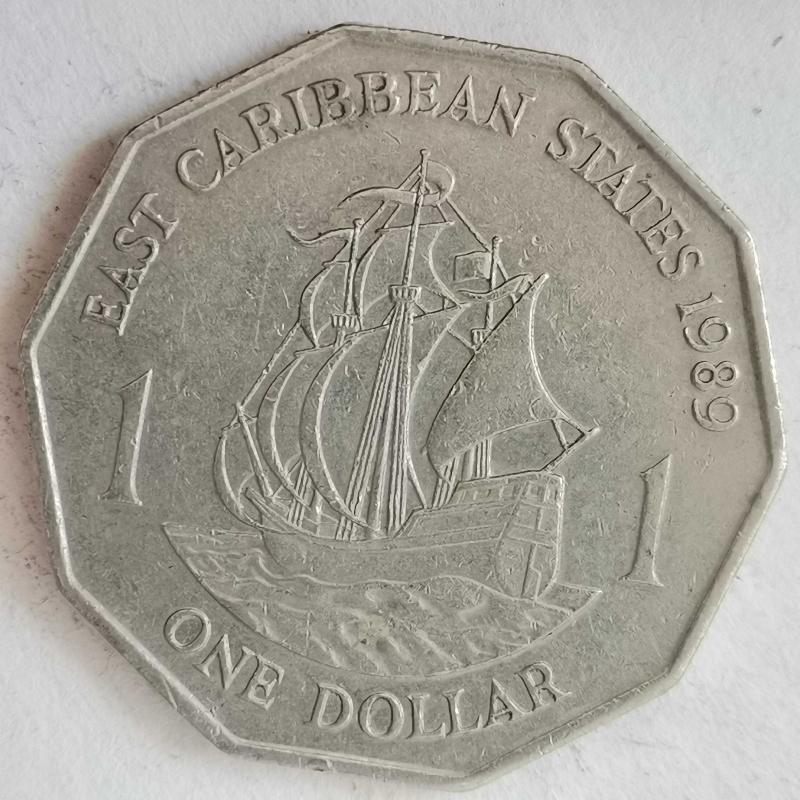 EAST CARIBBEAN STATES 1989
1 1
ONE DOLLAR